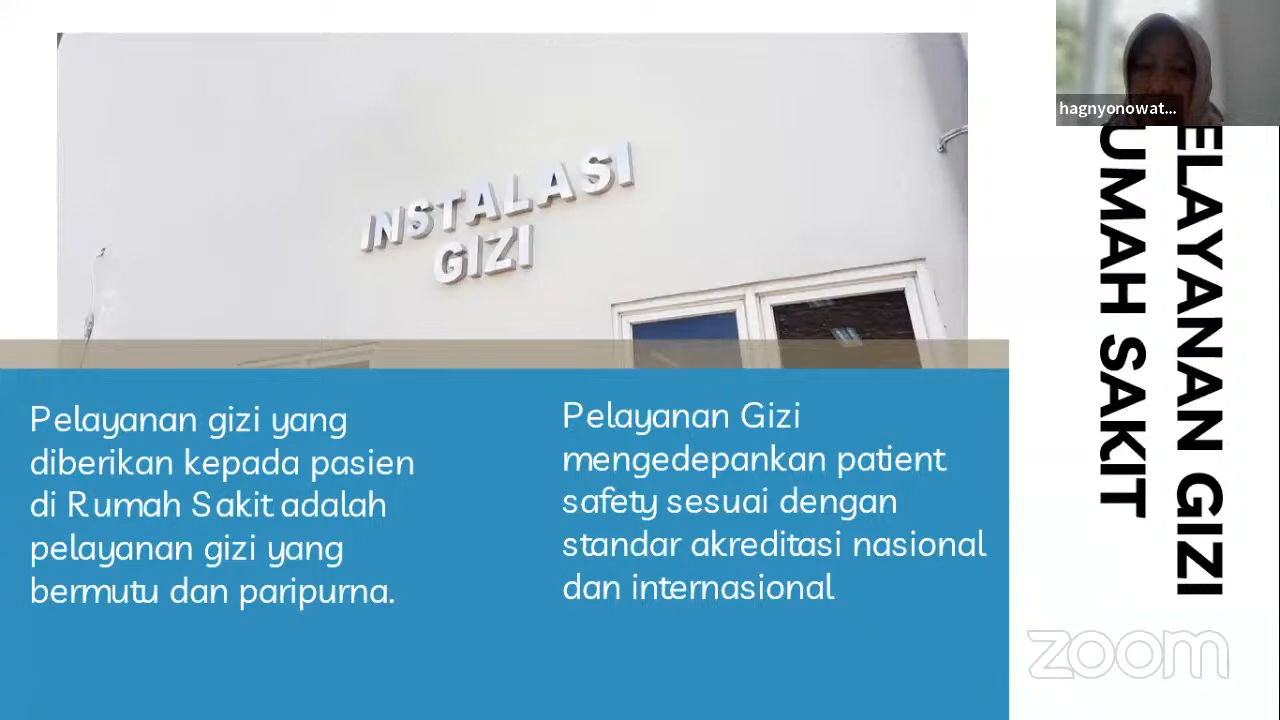 INSTALASI
GIZI
Pelayanan gizi yang
diberikan kepada pasien
di Rumah Sakit adalah
pelayanan gizi yang
bermutu dan paripurna.
Pelayanan Gizi
mengedepankan patient
safety sesuai dengan
standar akreditasi nasional
dan internasional
ELAYANAN GIZI
UMAH SAKIT
hagnyonowat...
zoom